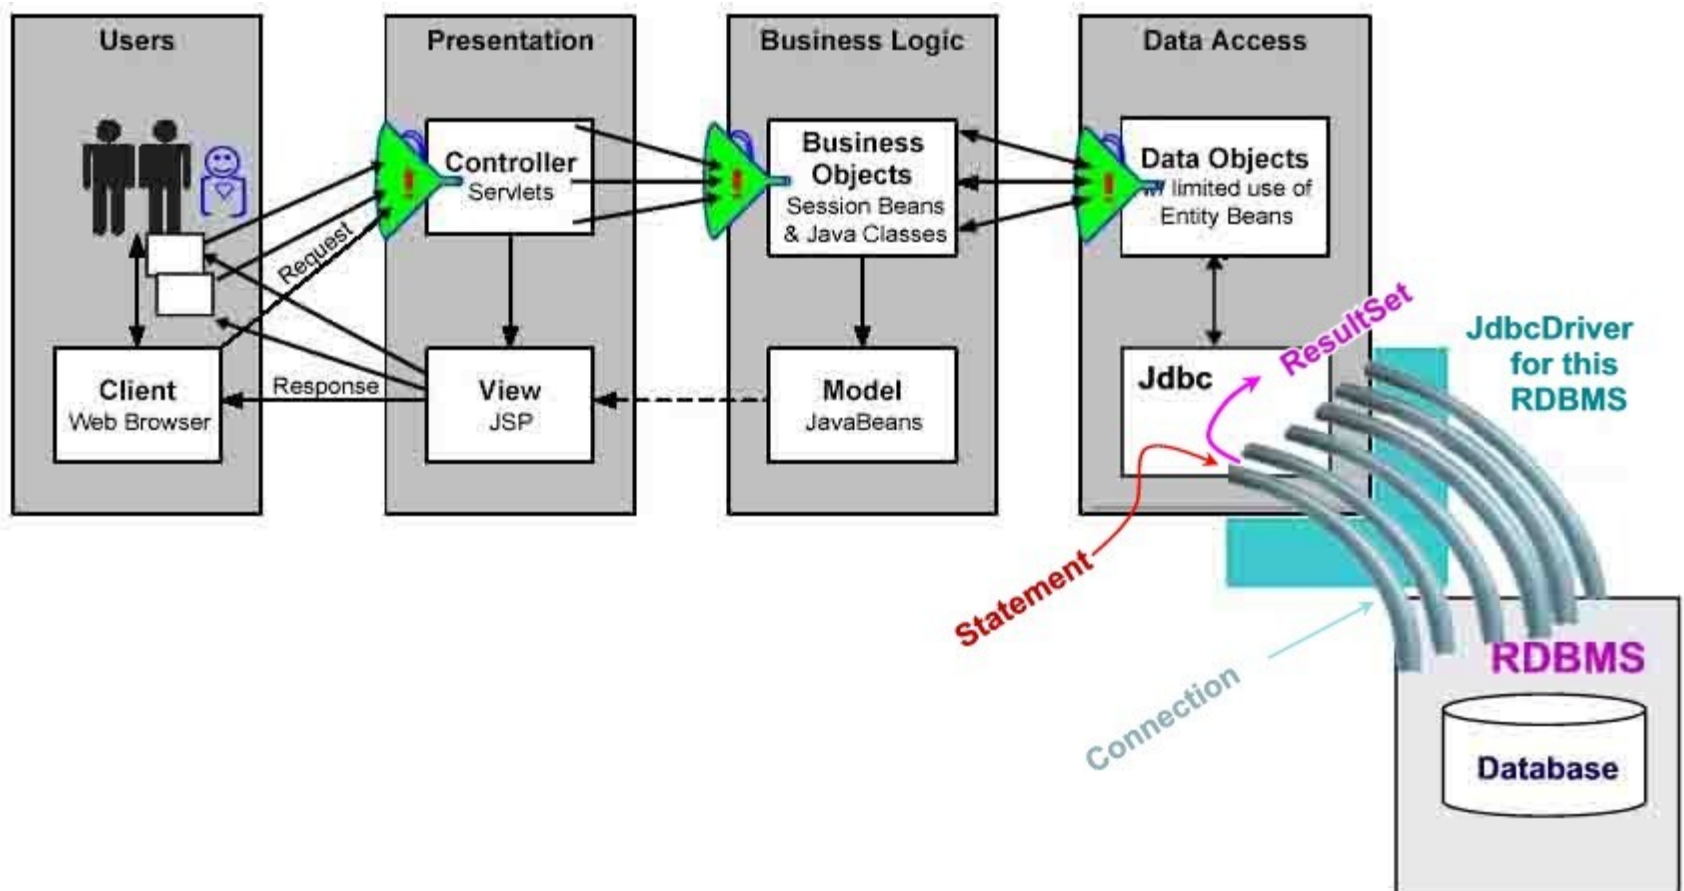 Users
Presentation
Business Logic
Data Access
Controller
Servlets
Business
Objects
Session Beans
& Java Classes
Data Objects
w/ limited use of
Entity Beans
!
!
!
Request
Response
Client
Web Browser
View
JSP
Model
JavaBeans
Jdbc
ResultSet
JdbcDriver
for this
RDBMS
Statement
Connection
RDBMS
Database